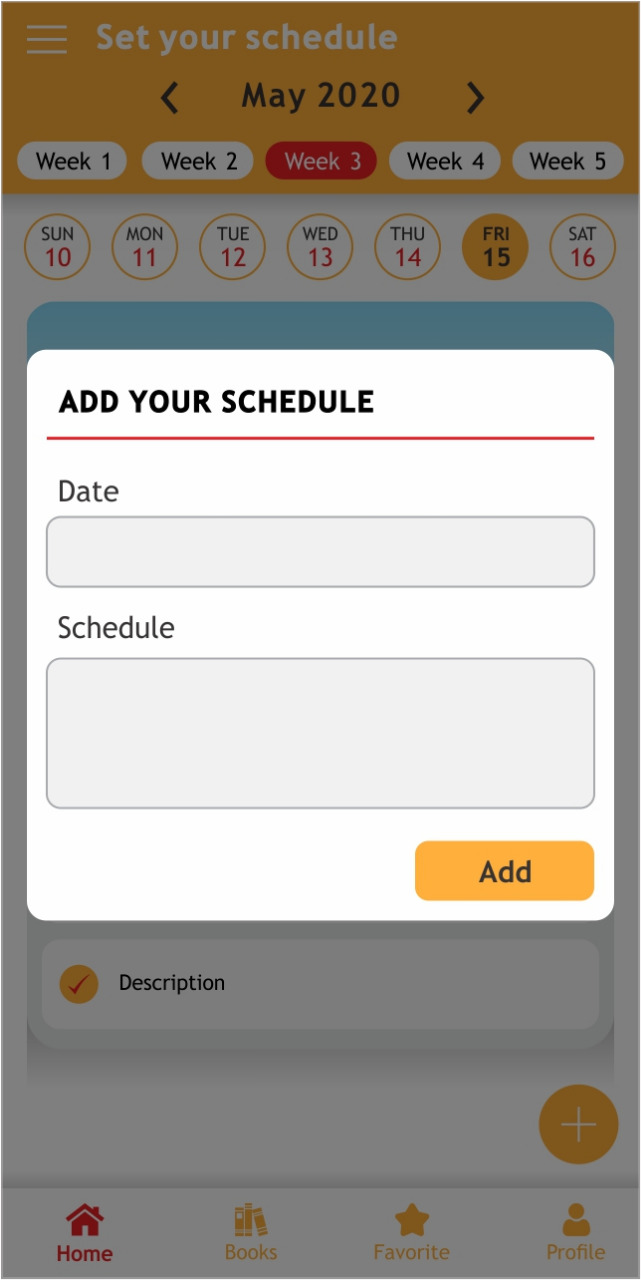 Set your schedule
May 2020
Week 1 Week 2 Week 3 Week 4 Week 5
SUN MON TUE WED THU FRI SAT
10 11 12 13 14 15 16
ADD YOUR SCHEDULE
Date
Schedule
Add
Description
Home Books Favorite Profile